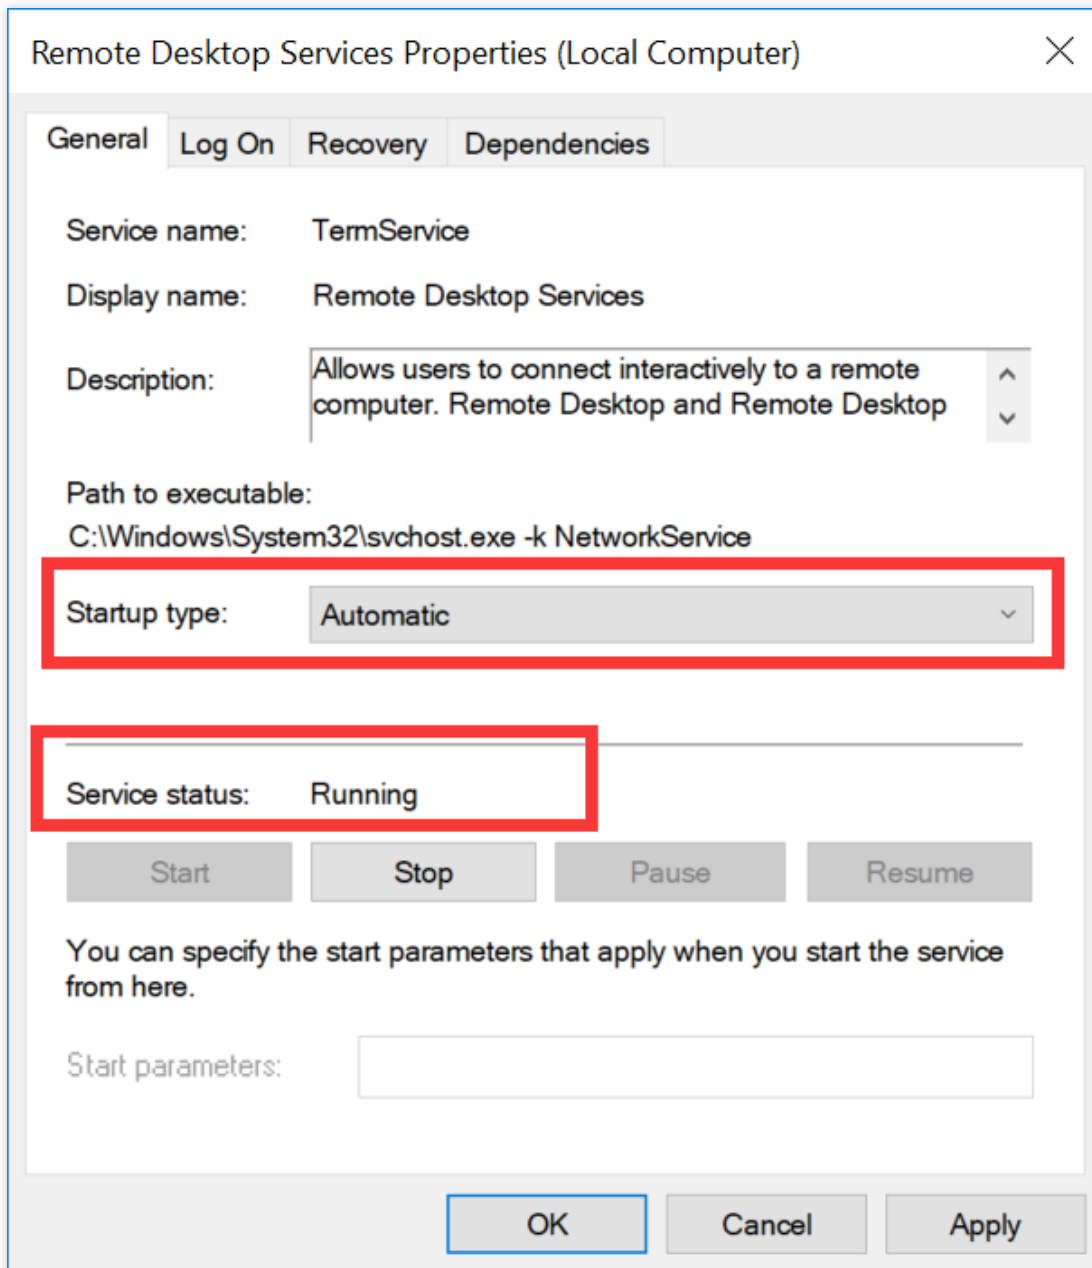 Remote Desktop Services Properties (Local Computer)
General Log On Recovery Dependencies
Service name: TermService
Display name: Remote Desktop Services
Description: Allows users to connect interactively to a remote
computer. Remote Desktop and Remote Desktop
Path to executable:
C:\Windows\System32\svchost.exe -k NetworkService
Startup type: Automatic
Service status: Running
Start Stop Pause Resume
You can specify the start parameters that apply when you start the service
from here.
Start parameters:
OK Cancel Apply